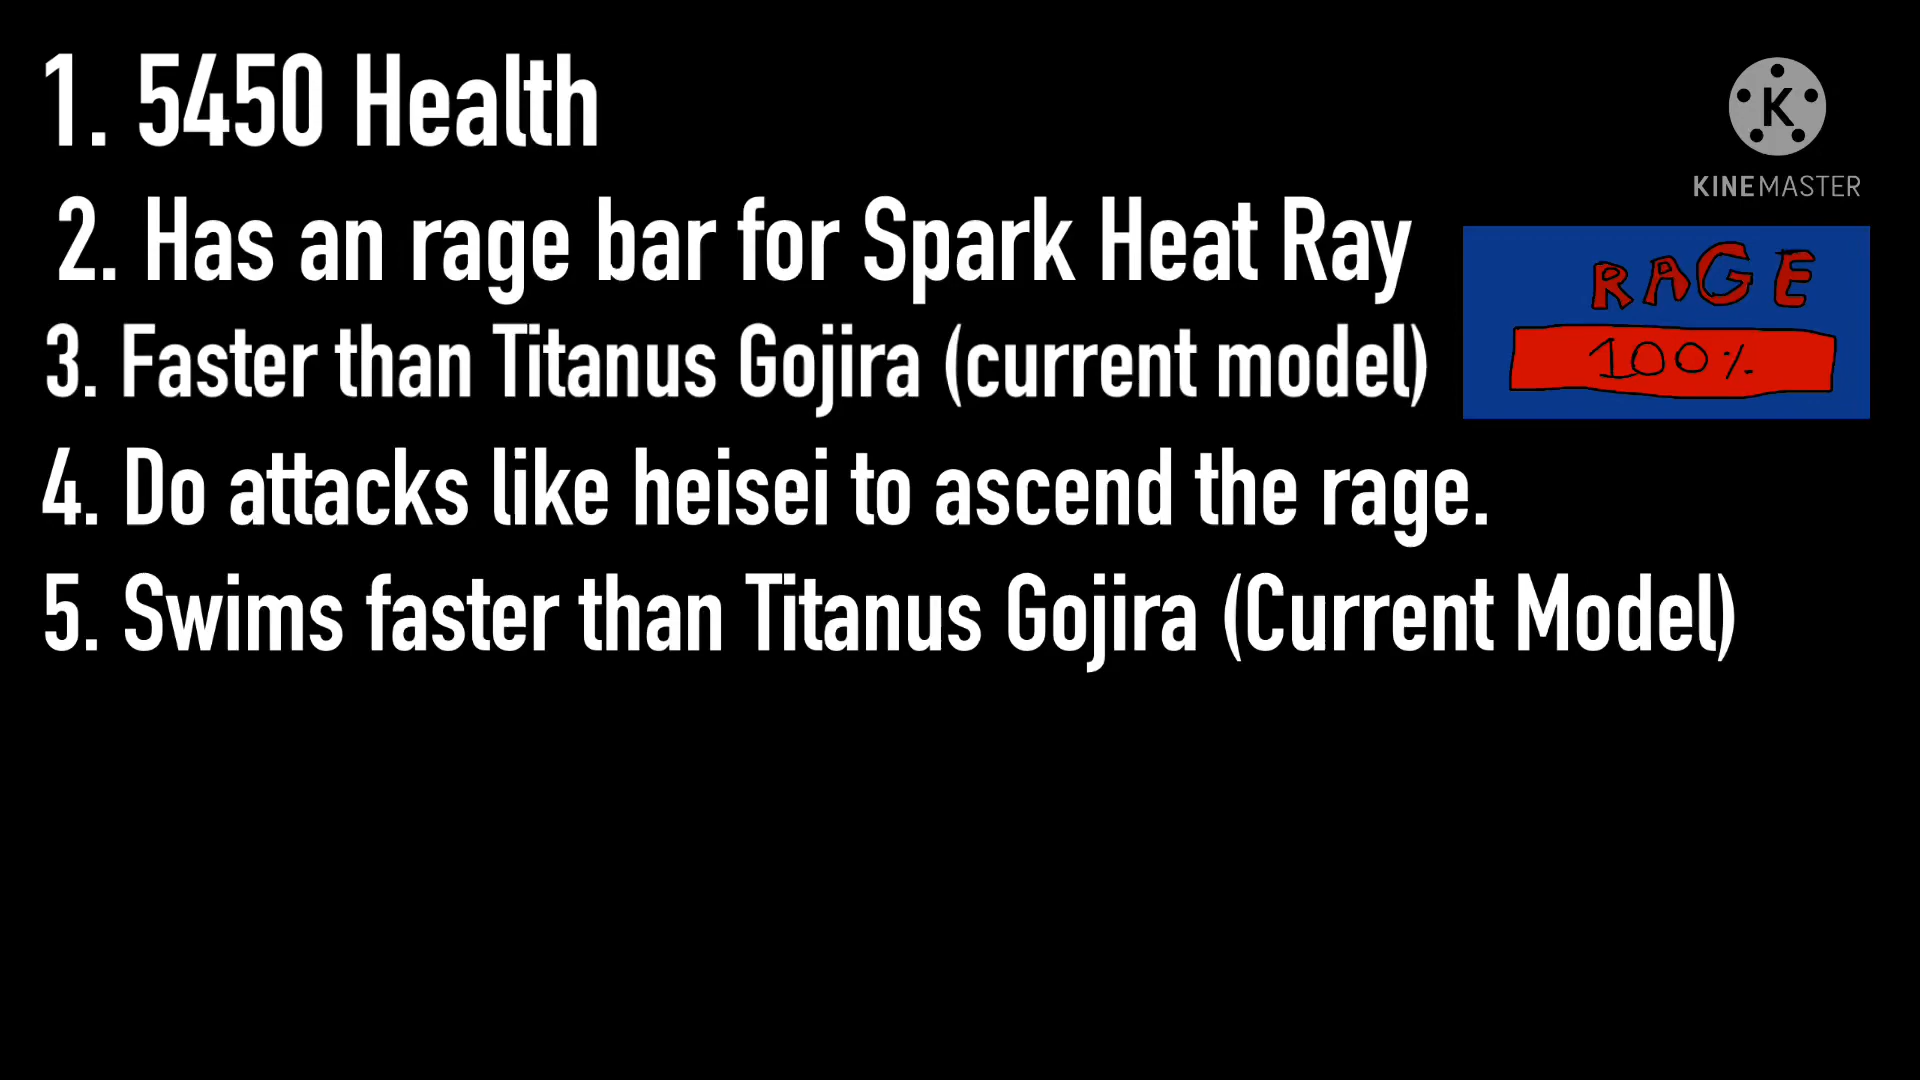 1. 5450 Health
K
KINEMASTER
2. Has an rage bar for Spark Heat Ray
RAGE
100%
3. Faster than Titanus Gojira (current model)
4. Do attacks like heisei to ascend the rage.
5. Swims faster than Titanus Gojira (Current Model)